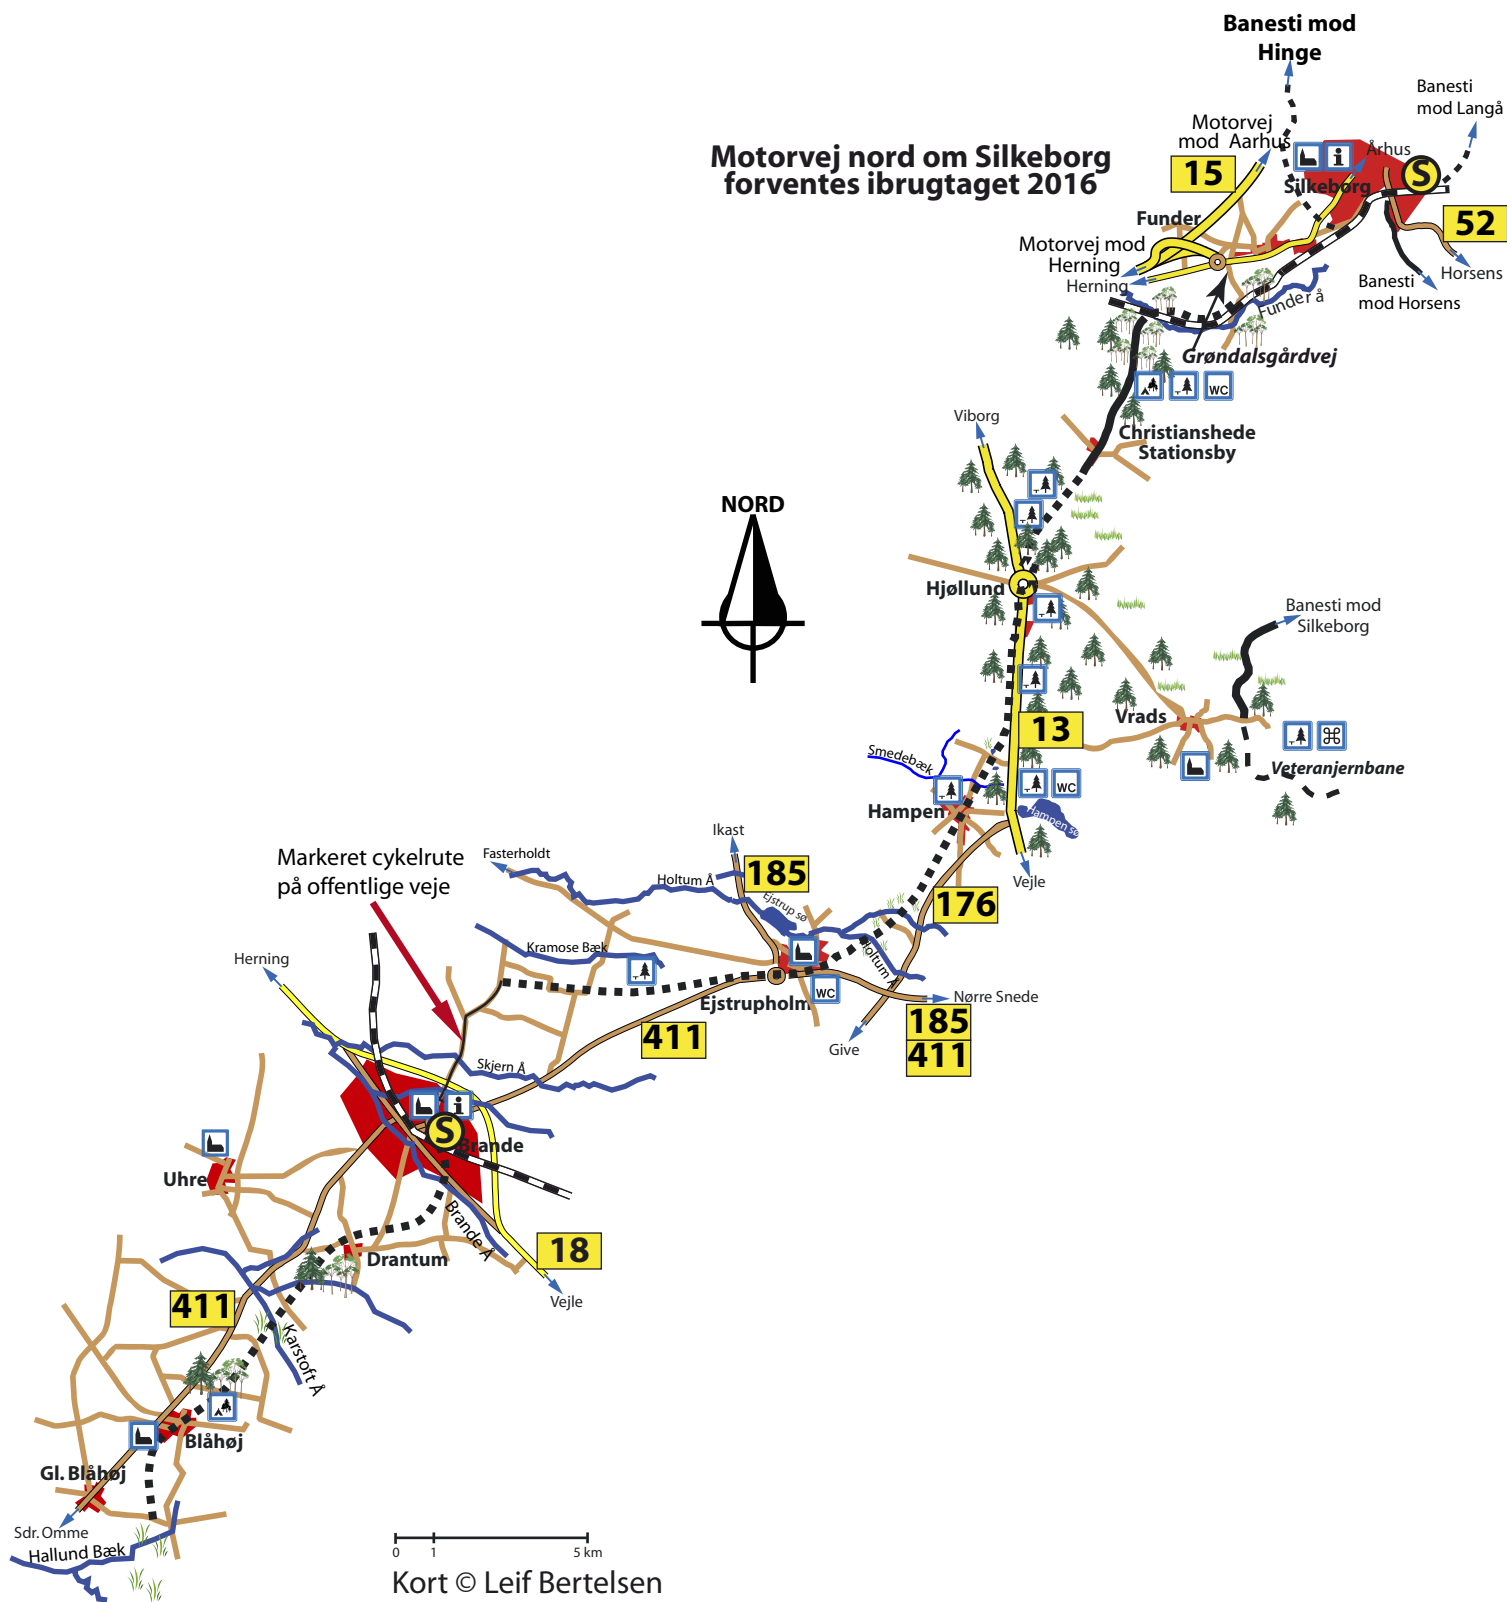 Banesti mod
Hinge
Banesti
mod Langå
Motorvej
mod Aarhus
Århus
Motorvej nord om Silkeborg
forventes ibrugtaget 2016
15
i
S
Silkeborg
Funder
52
Motorvej mod
Herning
Herning
Horsens
Banesti
mod Horsens
Funder å
Grøndalsgårdvej
WC
Viborg
Christianshede
Stationsby
NORD
Hjøllund
Banesti mod
Silkeborg
Vrads
13
Smedebæk
Veteranjernbane
WC
Hampen
Hampen sø
Ikast
Markeret cykelrute
på offentlige veje
Fasterholdt
185
Holtum Å
Vejle
Ejstrup sø
176
Kramose Bæk
Holtum Å
Herning
WC
Ejstrupholm
Nørre Snede
185
411
411
Give
Skjern Å
i
S
Brande
Uhre
Brande Å
Drantum
18
Vejle
411
Karstoft Å
Blåhøj
Gl. Blåhøj
Sdr. Omme
Hallund Bæk
0 1 5 km
Kort © Leif Bertelsen